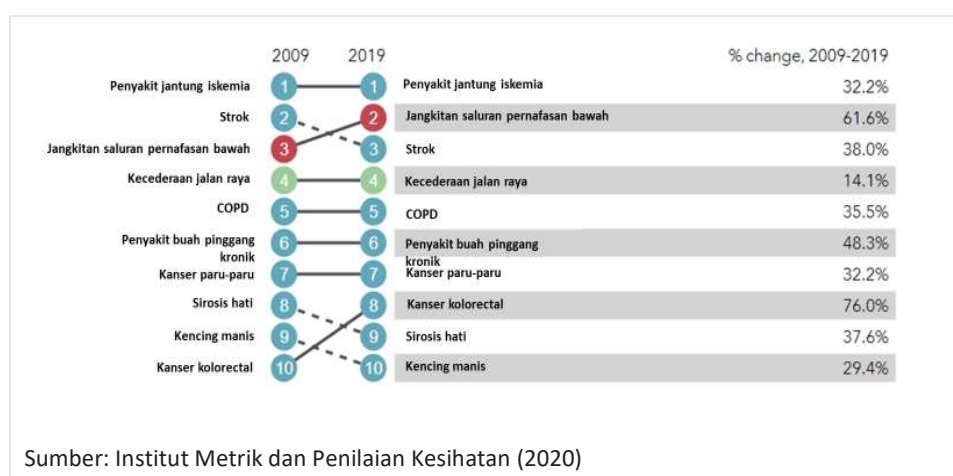 2009 2019 % change, 2009-2019
Penyakit jantung iskemia 1 1 Penyakit jantung iskemia 32.2%
Strok 2 2 Jangkitan saluran pernafasan bawah 61.6%
Jangkitan saluran pernafasan bawah 3 3 Strok 38.0%
Kecederaan jalan raya 4 4 Kecederaan jalan raya 14.1%
COPD 5 5 COPD 35.5%
Penyakit buah pinggang 6 6 Penyakit buah pinggang 48.3%
kronik kronik
Kanser paru-paru 7 7 Kanser paru-paru 32.2%
Sirosis hati 8 8 Kanser kolorectal 76.0%
Kencing manis 9 9 Sirosis hati 37.6%
Kanser kolorectal 10 10 Kencing manis 29.4%
Sumber: Institut Metrik dan Penilaian Kesihatan (2020)